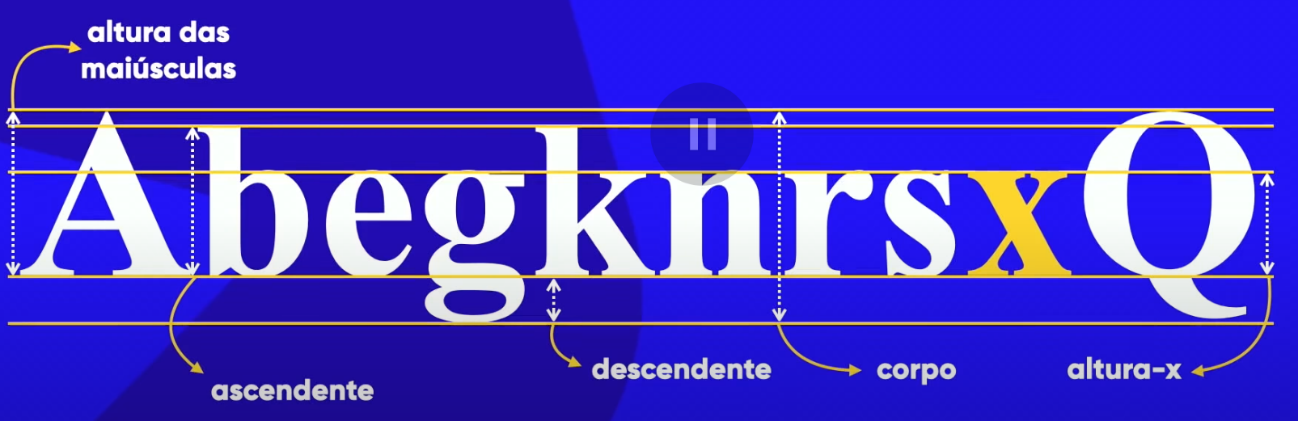 altura das
maiúsculas
AbegknrsxQ
descendente
corpo
altura-x
ascendente